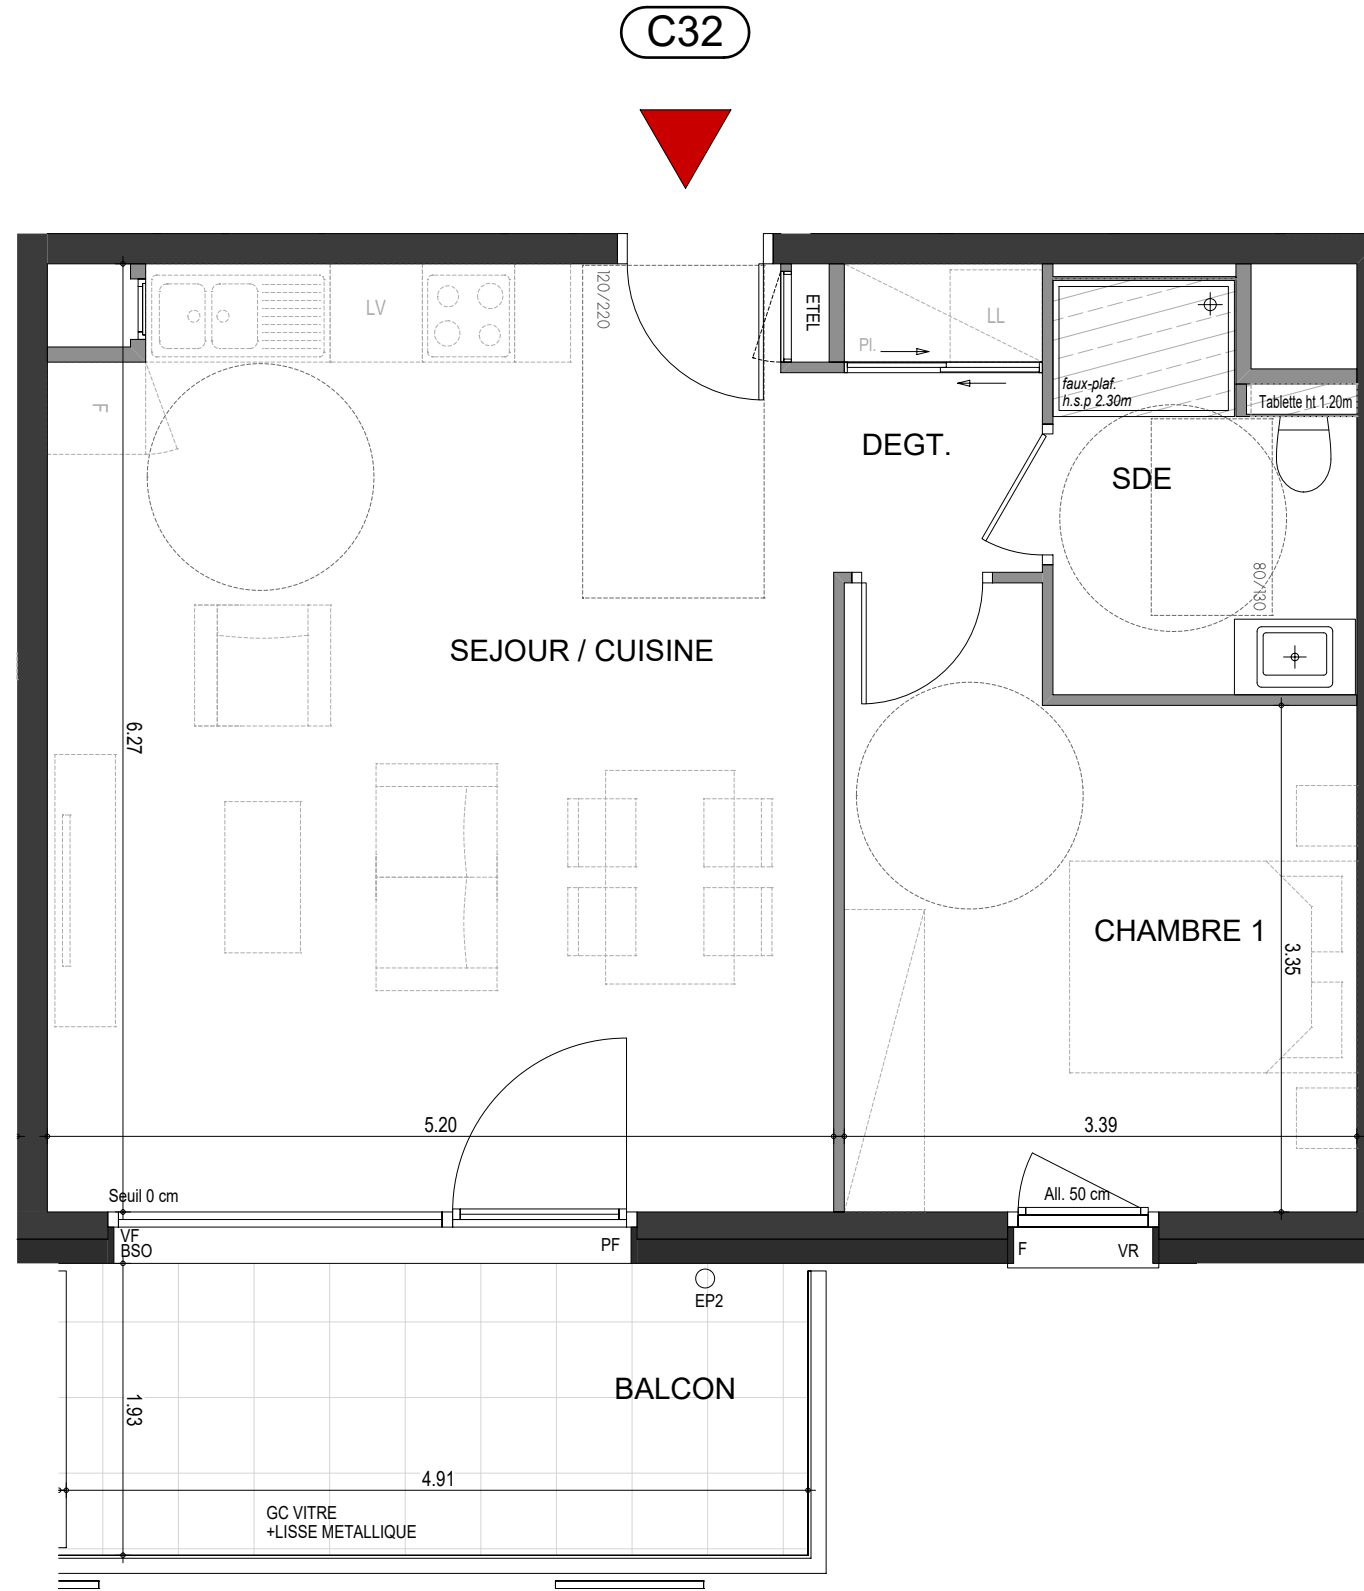 C32
120/220
LV
ETEL
Pl.
LL
faux-plaf.
h.s.p 2.30m
Tablette ht 1.20m
F
DEGT.
SDE
80/130
SEJOUR / CUISINE
6.27
CHAMBRE 1
3.35
5.20
3.39
Seuil 0 cm
All. 50 cm
VF
BSO
PF
F
VR
EP2
BALCON
1.93
4.91
GC VITRE
+LISSE METALLIQUE